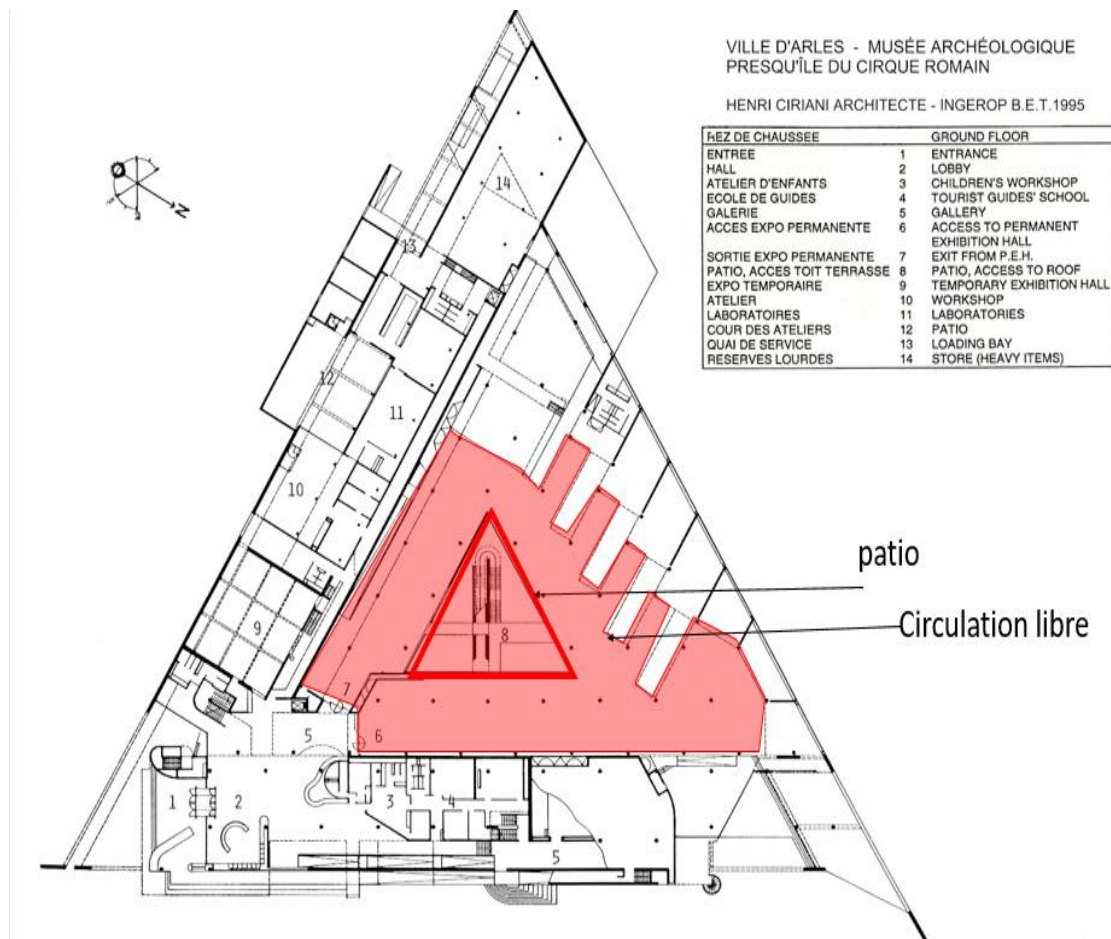 VILLE D'ARLES - MUSÉE ARCHÉOLOGIQUE
PRESQU'ÎLE DU CIRQUE ROMAIN
HENRI CIRIANI ARCHITECTE - INGEROP B.E.T.1995
REZ DE CHAUSSEE GROUND FLOOR
ENTREE 1 ENTRANCE
HALL 2 LOBBY
ATELIER D'ENFANTS 3 CHILDREN'S WORKSHOP
ECOLE DE GUIDES 4 TOURIST GUIDES' SCHOOL
GALERIE 5 GALLERY
ACCES EXPO PERMANENTE 6 ACCESS TO PERMANENT
EXHIBITION HALL
SORTIE EXPO PERMANENTE 7 EXIT FROM P.E.H.
PATIO, ACCES TOIT TERRASSE 8 PATIO, ACCESS TO ROOF
EXPO TEMPORAIRE 9 TEMPORARY EXHIBITION HALL
ATELIER 10 WORKSHOP
LABORATOIRES 11 LABORATORIES
COUR DES ATELIERS 12 PATIO
QUAI DE SERVICE 13 LOADING BAY
RESERVES LOURDES 14 STORE (HEAVY ITEMS)
N
14
13
12
11
10
patio
Circulation libre
9
8
7
5
6
1
2
3
4
5